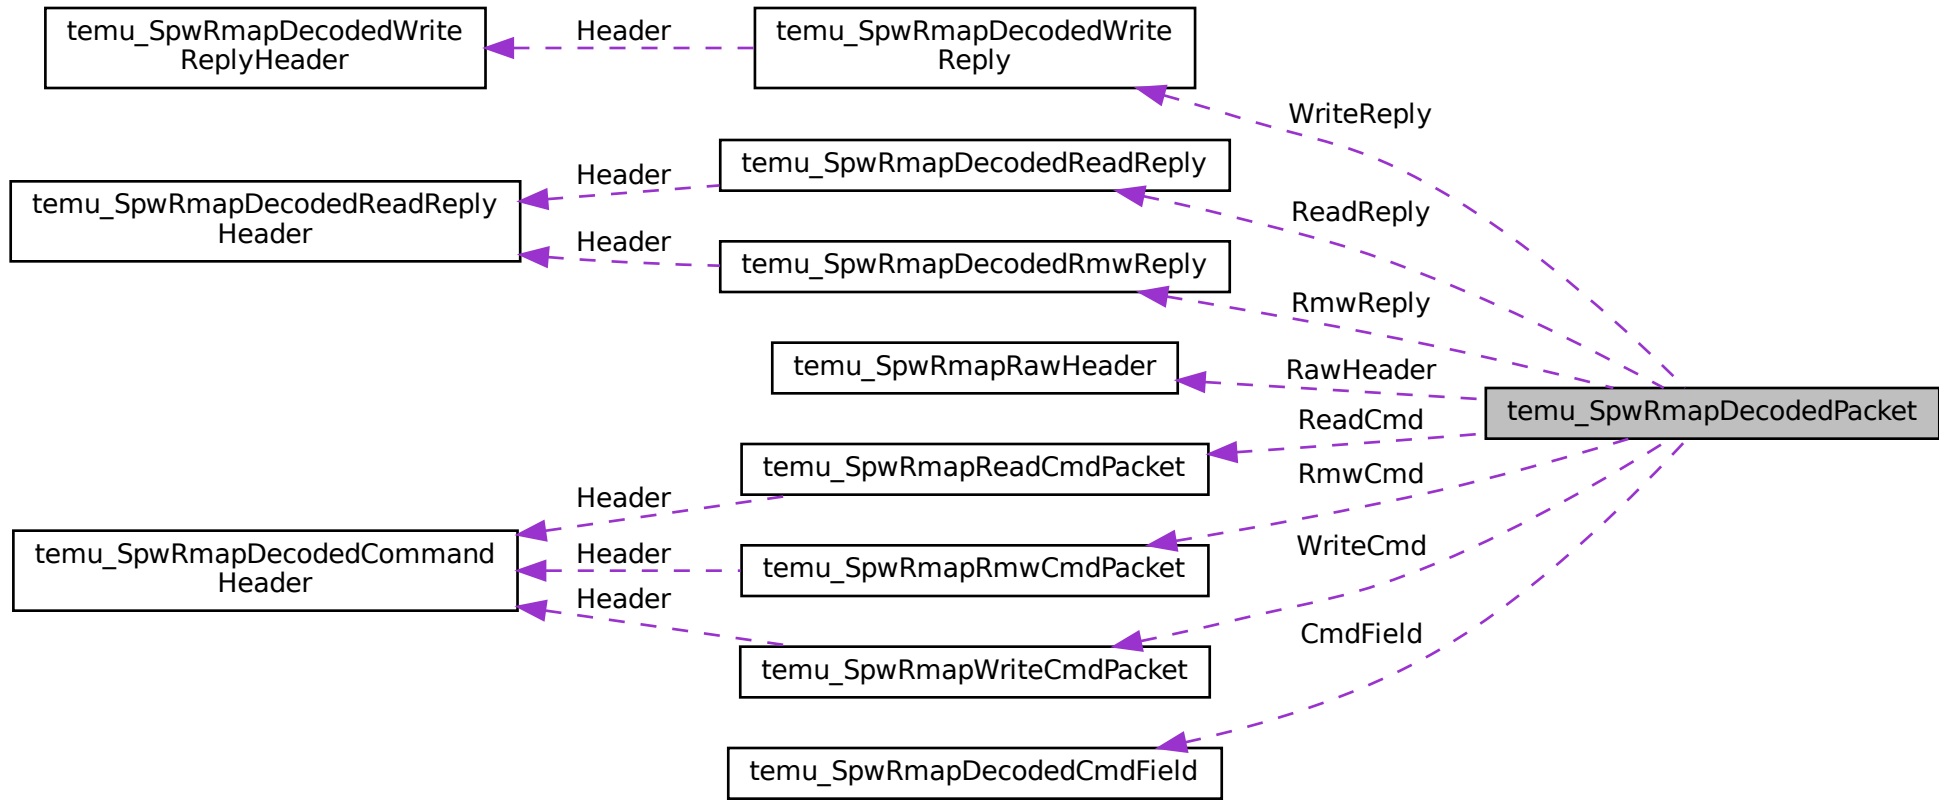 temu_SpwRmapDecodedWrite
ReplyHeader
Header
temu_SpwRmapDecodedWrite
Reply
WriteReply
temu_SpwRmapDecodedReadReply
Header
Header
temu_SpwRmapDecodedReadReply
ReadReply
Header
temu_SpwRmapDecodedRmwReply
RmwReply
temu_SpwRmapRawHeader
RawHeader
temu_SpwRmapDecodedPacket
ReadCmd
temu_SpwRmapReadCmdPacket
RmwCmd
Header
temu_SpwRmapDecodedCommand
Header
Header
temu_SpwRmapRmwCmdPacket
WriteCmd
Header
temu_SpwRmapWriteCmdPacket
CmdField
temu_SpwRmapDecodedCmdField